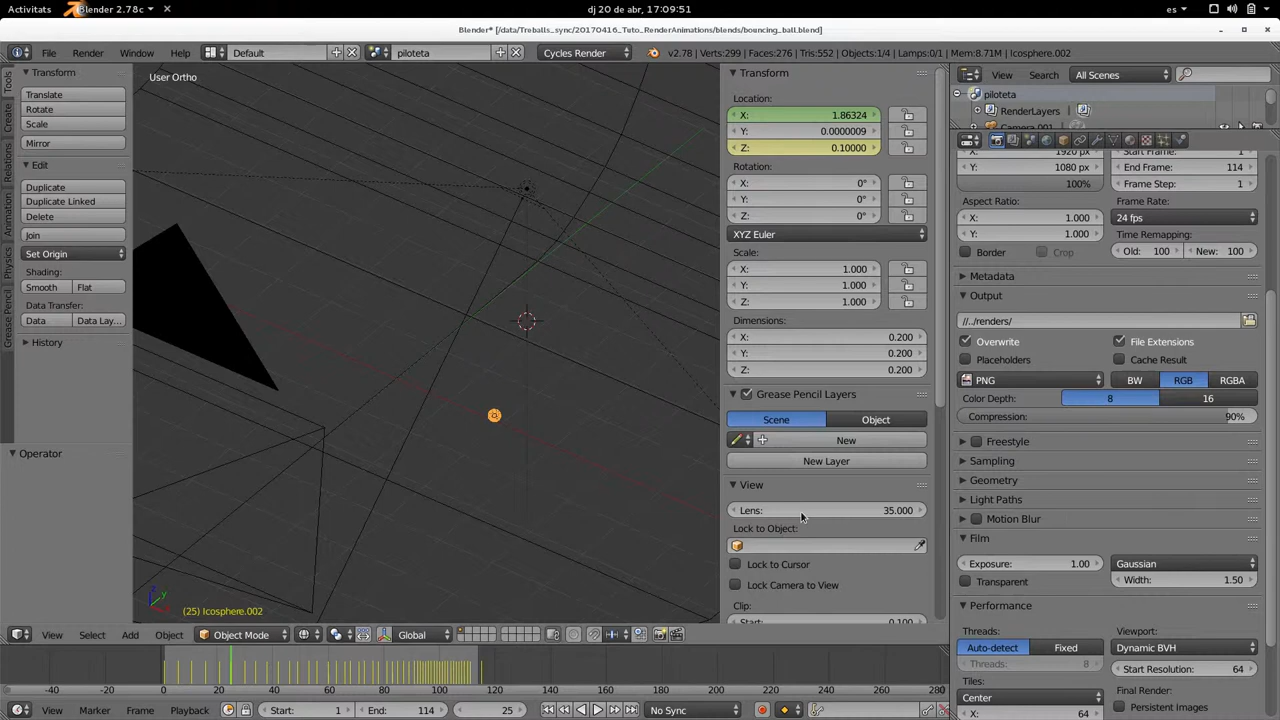 Activitats
Blender 2.78c
dj 20 de abr, 17:09:51
es
Blender* [/data/Treballs_sync/20170416_Tuto_RenderAnimations/blends/bouncing_ball.blend]
File
Render
Window
Help
Default
piloteta
Cycles Render
v2.78 | Verts:299 | Faces:276 | Tris:552 | Objects:1/4 | Lamps:0/1 | Mem:8.71M | Icosphere.002
Tools
Create
Relations
Animation
Physics
Grease Pencil
Transform
Translate
Rotate
Scale
Mirror
Edit
Duplicate
Duplicate Linked
Delete
Join
Set Origin
Shading:
Smooth
Flat
Data Transfer:
Data
Data Lay...
History
Operator
User Ortho
(25) Icosphere.002
Transform
Location:
X: 1.86324
Y: 0.0000009
Z: 0.10000
Rotation:
X: 0°
Y: 0°
Z: 0°
XYZ Euler
Scale:
X: 1.000
Y: 1.000
Z: 1.000
Dimensions:
X: 0.200
Y: 0.200
Z: 0.200
Grease Pencil Layers
Scene
Object
New
New Layer
View
Lens: 35.000
Lock to Object:
Lock to Cursor
Lock Camera to View
Clip:
Start: 0.100
View
Search
All Scenes
piloteta
RenderLayers
Camera.001
X: 1920 px
Y: 1080 px
100%
Aspect Ratio:
X: 1.000
Y: 1.000
Border
Crop
Start Frame: 1
End Frame: 114
Frame Step: 1
Frame Rate:
24 fps
Time Remapping:
Old: 100
New: 100
Metadata
Output
//../renders/
Overwrite
File Extensions
Placeholders
Cache Result
PNG
BW
RGB
RGBA
Color Depth:
8
16
Compression: 90%
Freestyle
Sampling
Geometry
Light Paths
Motion Blur
Film
Exposure: 1.00
Gaussian
Transparent
Width: 1.50
Performance
Threads:
Viewport:
Auto-detect
Fixed
Dynamic BVH
Threads: 8
Start Resolution: 64
Tiles:
Final Render:
Center
Persistent Images
X: 64
View
Select
Add
Object
Object Mode
Global
-40 -20 0 20 40 60 80 100 120 140 160 180 200 220 240 260 280
View
Marker
Frame
Playback
Start: 1
End: 114
25
No Sync